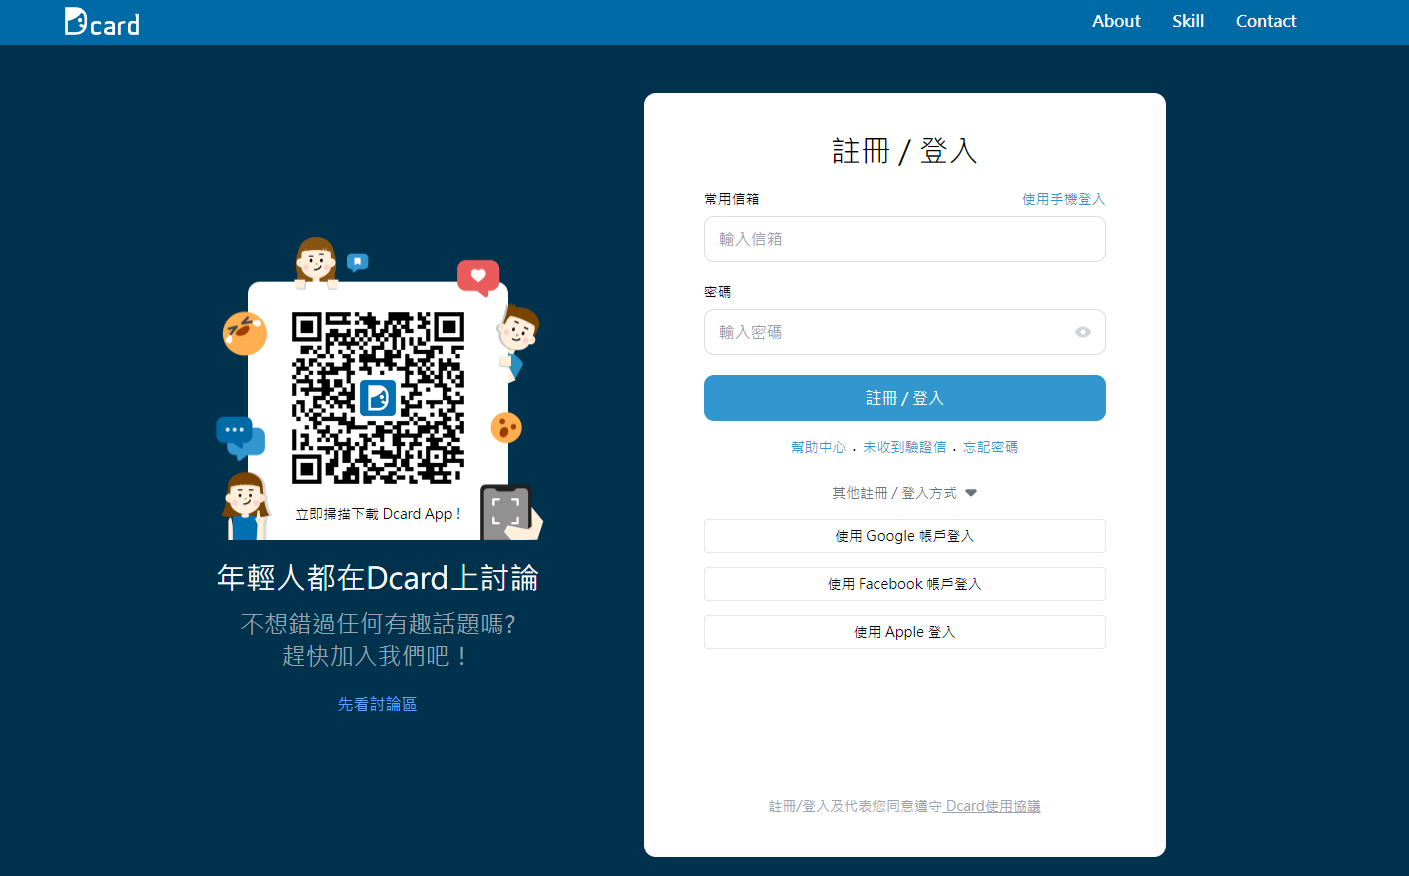 Dcard
About Skill Contact
立即掃描下載 Dcard App !
年輕人都在Dcard上討論
不想錯過任何有趣話題嗎?
趕快加入我們吧！
先看討論區
註冊 / 登入
常用信箱 使用手機登入
輸入信箱
密碼
輸入密碼
註冊 / 登入
幫助中心 . 未收到驗證信 . 忘記密碼
其他註冊 / 登入方式
使用 Google 帳戶登入
使用 Facebook 帳戶登入
使用 Apple 登入
註冊/登入及代表您同意遵守 Dcard使用協議